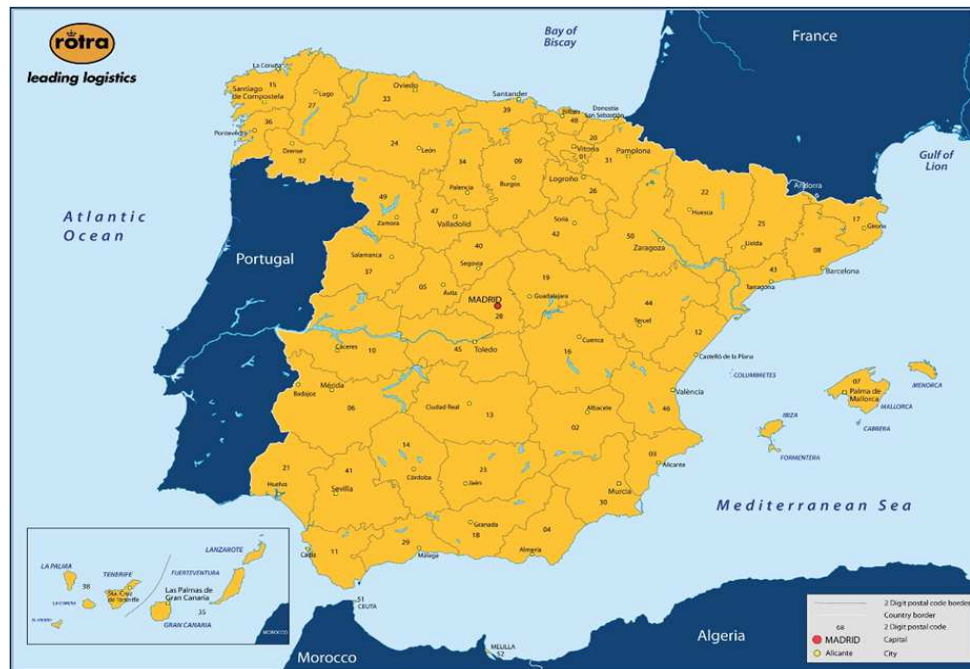 rotra
leading logistics
Bay of
Biscay
France
Gulf of
Lion
Andorra
Atlantic
Ocean
Portugal
La Coruña
15
Santiago
de Compostela
Lugo
27
36
Pontevedra
Orense
32
Oviedo
33
Santander
39
Bilbao
48
Donostia
San Sebastián
20
Vitoria
01
Pamplona
31
24
León
34
Palencia
09
Burgos
Logroño
26
22
Huesca
49
Zamora
47
Valladolid
Soria
42
50
Zaragoza
25
Lleida
17
Girona
08
Barcelona
43
Tarragona
40
Segovia
Salamanca
37
05
Ávila
MADRID
28
19
Guadalajara
44
Teruel
12
Castelló de la Plana
COLUMBRETES
Cáceres
10
45
Toledo
16
Cuenca
València
46
Badajoz
Mérida
06
Ciudad Real
13
Albacete
02
07
Palma de
Mallorca
MENORCA
MALLORCA
CABRERA
IBIZA
FORMENTERA
21
Huelva
41
Sevilla
14
Córdoba
23
Jaén
03
Alicante
Murcia
30
Mediterranean Sea
11
Cádiz
29
Málaga
Granada
18
04
Almería
51
CEUTA
MELILLA
52
Morocco
Algeria
LA PALMA
38
TENERIFE
Sta. Cruz
de Tenerife
LA GOMERA
EL HIERRO
LANZAROTE
FUERTEVENTURA
Las Palmas de
Gran Canaria
35
GRAN CANARIA
MOROCCO
2 Digit postal code border
Country border
68 2 Digit postal code
MADRID Capital
Alicante City